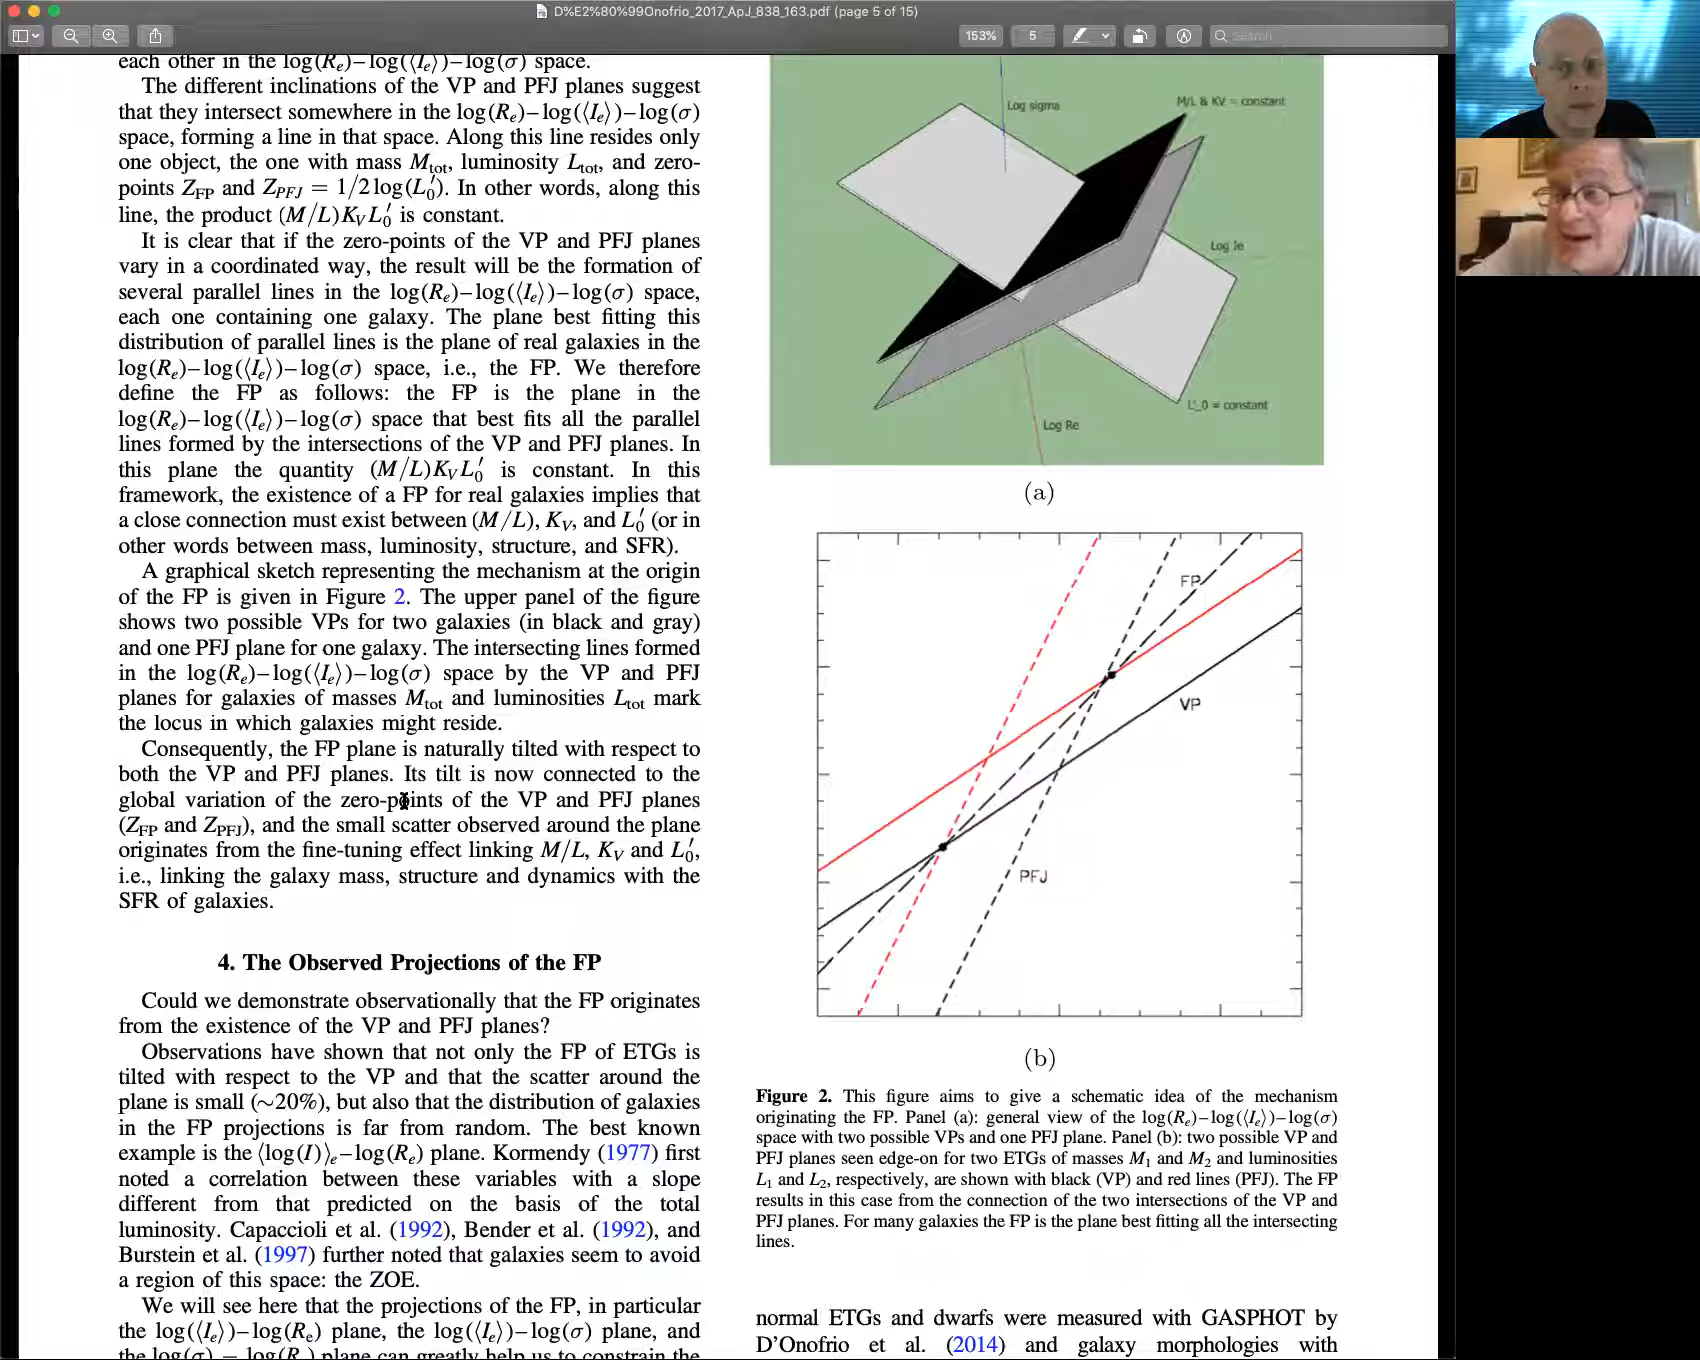 D%E2%80%99Onofrio_2017_ApJ_838_163.pdf (page 5 of 15)
153%
5
Search
each other in the log(Re)–log(⟨Ie⟩)–log(σ) space.
The different inclinations of the VP and PFJ planes suggest
that they intersect somewhere in the log(Re)–log(⟨Ie⟩)–log(σ)
space, forming a line in that space. Along this line resides only
one object, the one with mass Mtot, luminosity Ltot, and zero-
points ZFP and ZPFJ = 1/2 log(L′0). In other words, along this
line, the product (M/L)KVL′0 is constant.
It is clear that if the zero-points of the VP and PFJ planes
vary in a coordinated way, the result will be the formation of
several parallel lines in the log(Re)–log(⟨Ie⟩)–log(σ) space,
each one containing one galaxy. The plane best fitting this
distribution of parallel lines is the plane of real galaxies in the
log(Re)–log(⟨Ie⟩)–log(σ) space, i.e., the FP. We therefore
define the FP as follows: the FP is the plane in the
log(Re)–log(⟨Ie⟩)–log(σ) space that best fits all the parallel
lines formed by the intersections of the VP and PFJ planes. In
this plane the quantity (M/L)KVL′0 is constant. In this
framework, the existence of a FP for real galaxies implies that
a close connection must exist between (M/L), KV, and L′0 (or in
other words between mass, luminosity, structure, and SFR).
A graphical sketch representing the mechanism at the origin
of the FP is given in Figure 2. The upper panel of the figure
shows two possible VPs for two galaxies (in black and gray)
and one PFJ plane for one galaxy. The intersecting lines formed
in the log(Re)–log(⟨Ie⟩)–log(σ) space by the VP and PFJ
planes for galaxies of masses Mtot and luminosities Ltot mark
the locus in which galaxies might reside.
Consequently, the FP plane is naturally tilted with respect to
both the VP and PFJ planes. Its tilt is now connected to the
global variation of the zero-points of the VP and PFJ planes
(ZFP and ZPFJ), and the small scatter observed around the plane
originates from the fine-tuning effect linking M/L, KV and L′0,
i.e., linking the galaxy mass, structure and dynamics with the
SFR of galaxies.
4. The Observed Projections of the FP
Could we demonstrate observationally that the FP originates
from the existence of the VP and PFJ planes?
Observations have shown that not only the FP of ETGs is
tilted with respect to the VP and that the scatter around the
plane is small (∼20%), but also that the distribution of galaxies
in the FP projections is far from random. The best known
example is the ⟨log(I)⟩e–log(Re) plane. Kormendy (1977) first
noted a correlation between these variables with a slope
different from that predicted on the basis of the total
luminosity. Capaccioli et al. (1992), Bender et al. (1992), and
Burstein et al. (1997) further noted that galaxies seem to avoid
a region of this space: the ZOE.
We will see here that the projections of the FP, in particular
the log(⟨Ie⟩)–log(Re) plane, the log(⟨Ie⟩)–log(σ) plane, and
the log(σ) – log(Re) plane can greatly help us to constrain the
Log sigma
M/L & KV = constant
Log Ie
L'_0 = constant
Log Re
(a)
FP
VP
PFJ
(b)
Figure 2. This figure aims to give a schematic idea of the mechanism
originating the FP. Panel (a): general view of the log(Re)–log(⟨Ie⟩)–log(σ)
space with two possible VPs and one PFJ plane. Panel (b): two possible VP and
PFJ planes seen edge-on for two ETGs of masses M1 and M2 and luminosities
L1 and L2, respectively, are shown with black (VP) and red lines (PFJ). The FP
results in this case from the connection of the two intersections of the VP and
PFJ planes. For many galaxies the FP is the plane best fitting all the intersecting
lines.
normal ETGs and dwarfs were measured with GASPHOT by
D'Onofrio et al. (2014) and galaxy morphologies with